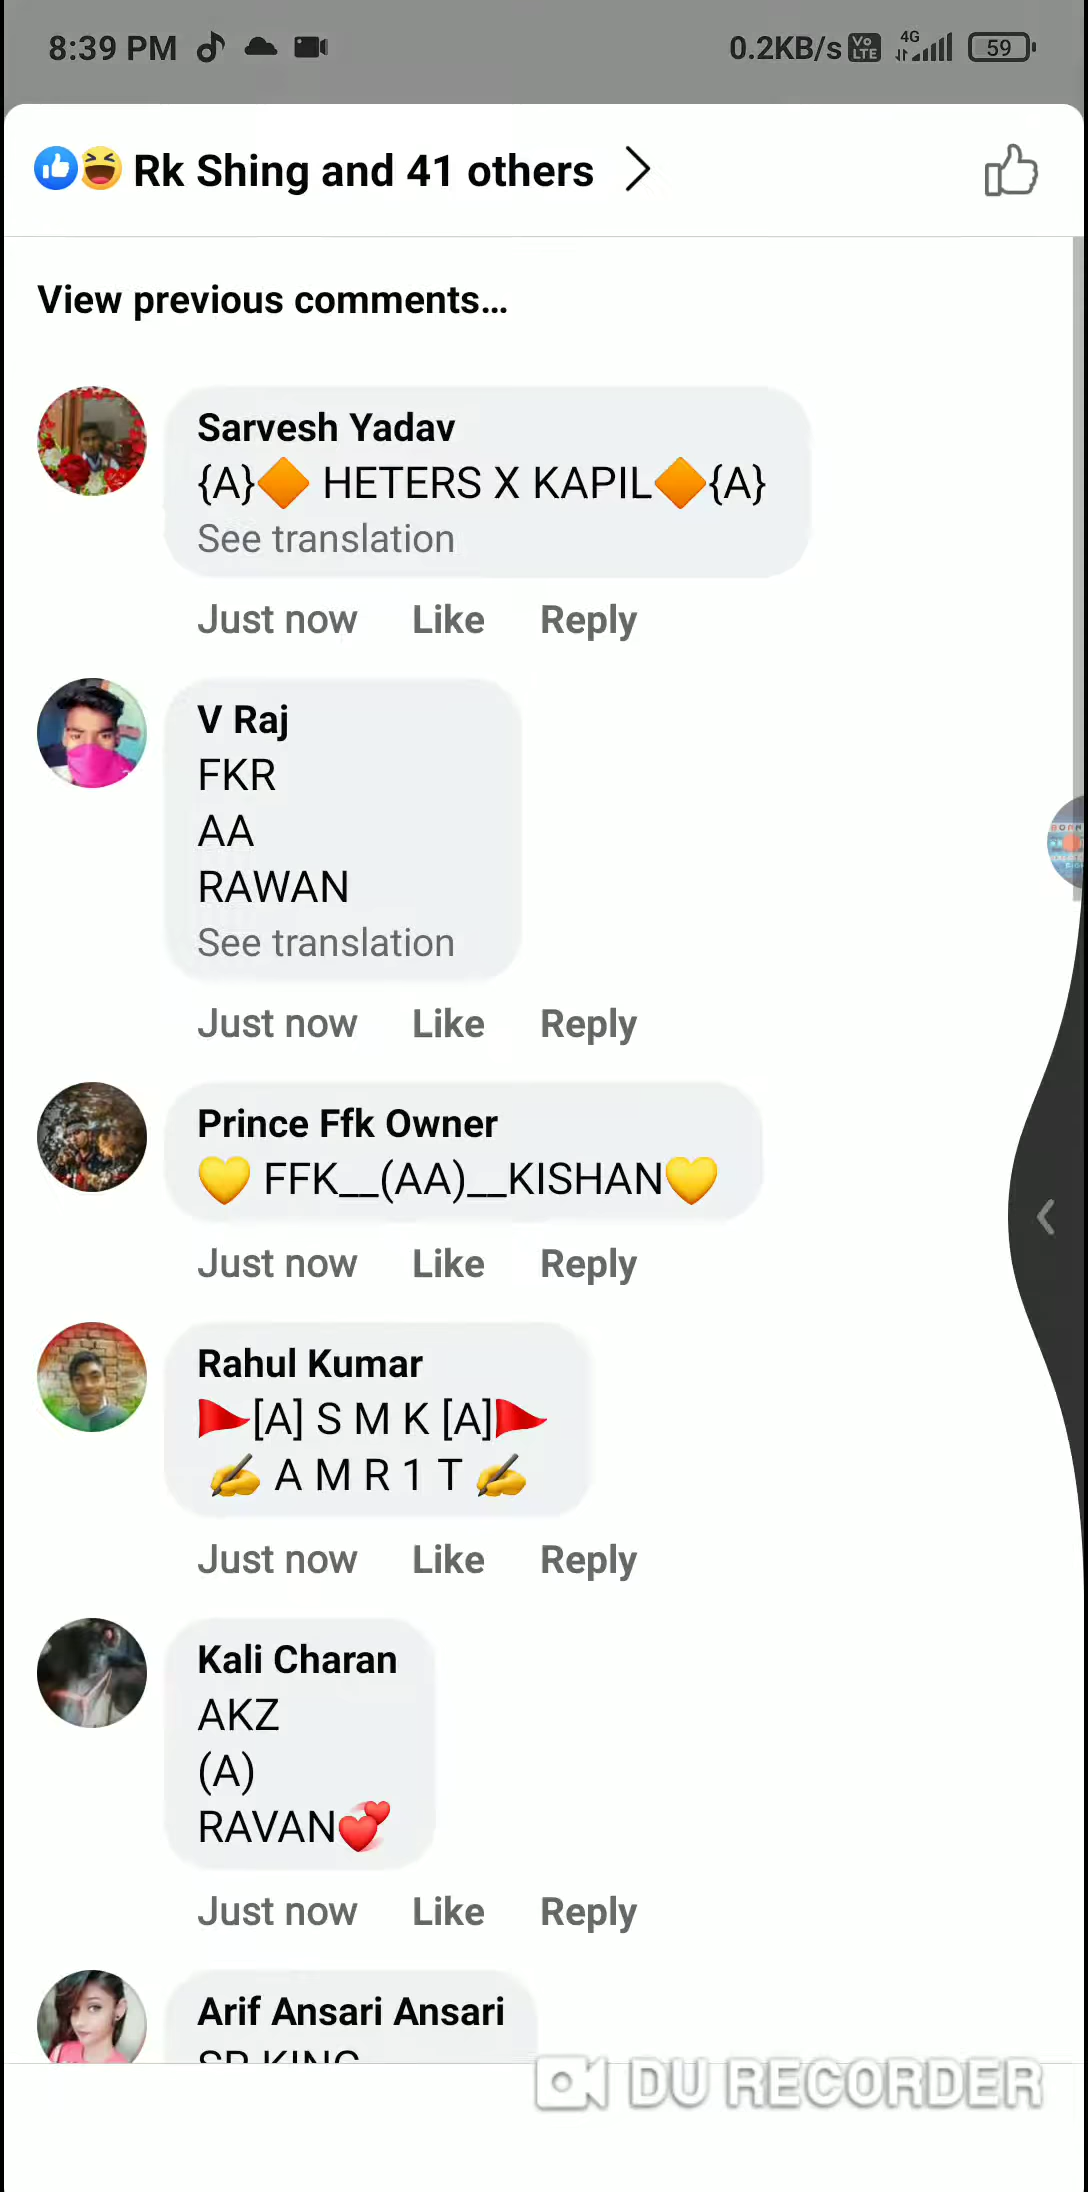 8:39 PM 0.2KB/s Vo LTE 4G 59
Rk Shing and 41 others
View previous comments...
Sarvesh Yadav
{A}🔶 HETERS X KAPIL🔶{A}
See translation
Just now Like Reply
V Raj
FKR
AA
RAWAN
See translation
Just now Like Reply
Prince Ffk Owner
💛 FFK__(AA)__KISHAN💛
Just now Like Reply
Rahul Kumar
🚩[A] S M K [A]🚩
✍ A M R 1 T ✍
Just now Like Reply
Kali Charan
AKZ
(A)
RAVAN💞
Just now Like Reply
Arif Ansari Ansari
DU RECORDER